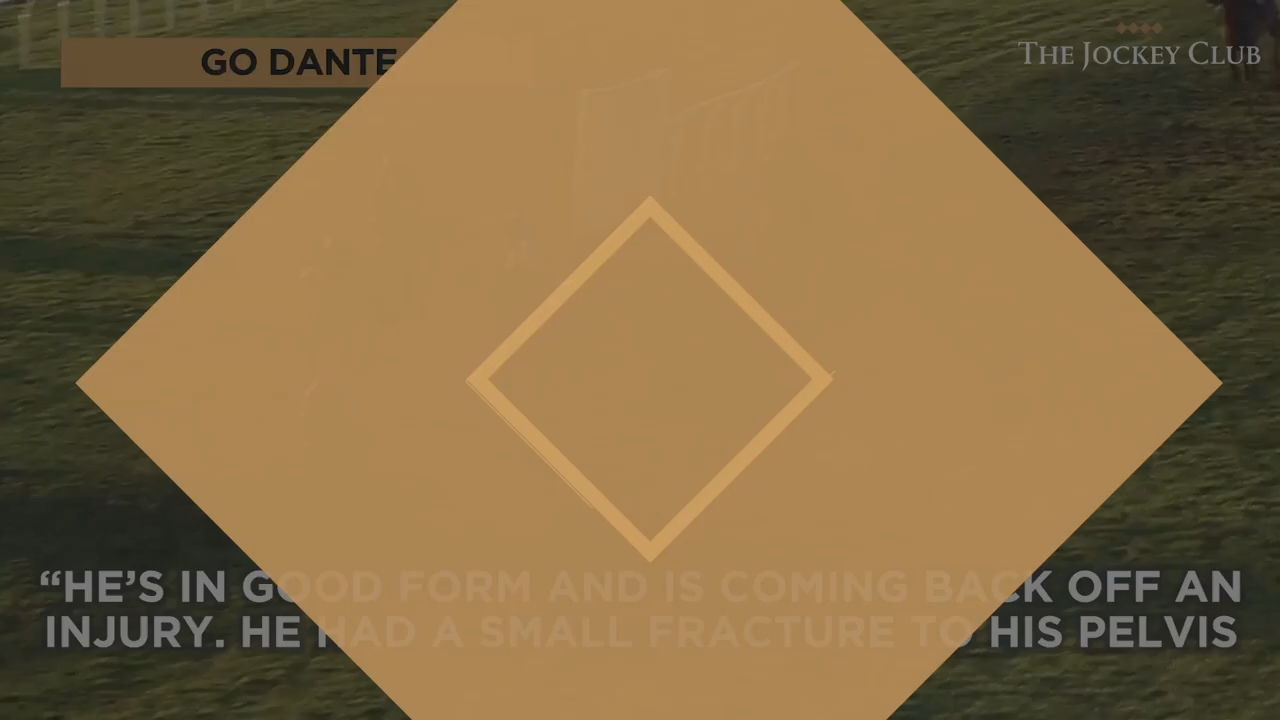 GO DANTE
THE JOCKEY CLUB
“HE’S IN GOOD FORM AND IS COMING BACK OFF AN
INJURY. HE HAD A SMALL FRACTURE TO HIS PELVIS